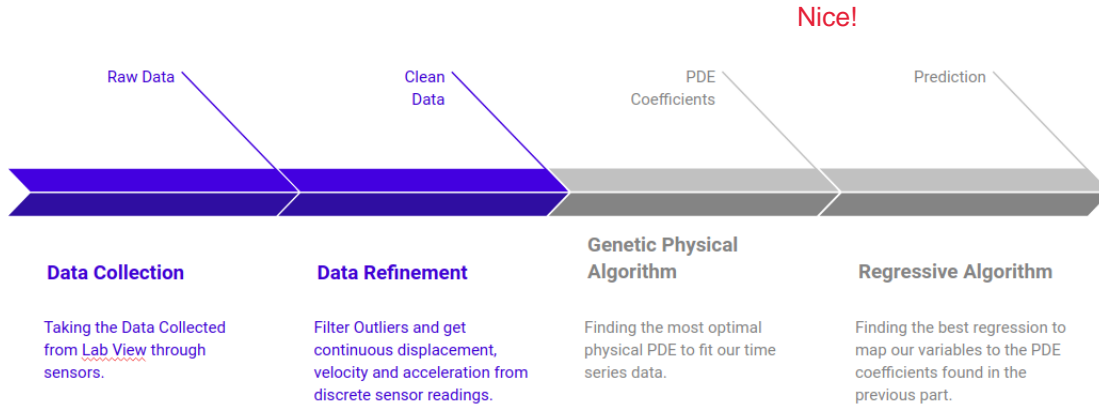 Nice!
Raw Data
Clean
Data
PDE
Coefficients
Prediction
Data Collection
Data Refinement
Genetic Physical
Algorithm
Regressive Algorithm
Taking the Data Collected
from Lab View through
sensors.
Filter Outliers and get
continuous displacement,
velocity and acceleration from
discrete sensor readings.
Finding the most optimal
physical PDE to fit our time
series data.
Finding the best regression to
map our variables to the PDE
coefficients found in the
previous part.